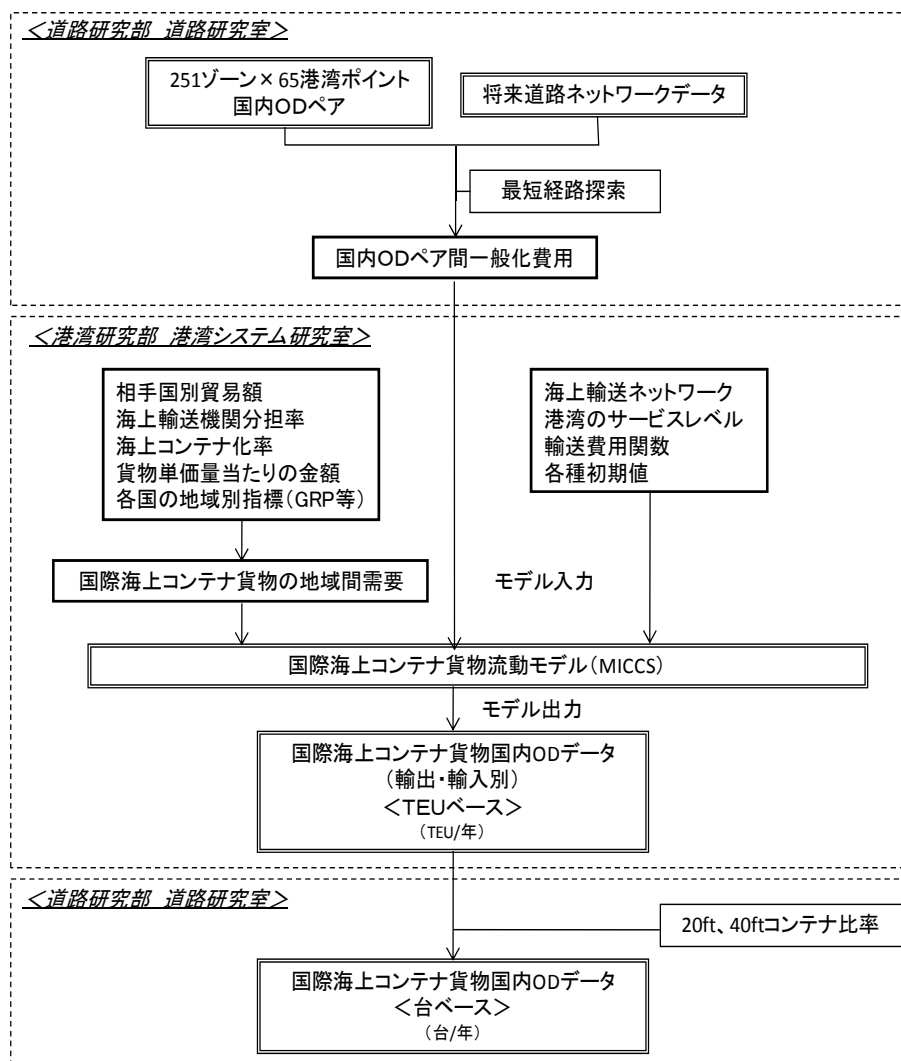 ＜道路研究部 道路研究室＞
251ゾーン×65港湾ポイント
国内ODペア
将来道路ネットワークデータ
最短経路探索
国内ODペア間一般化費用
＜港湾研究部 港湾システム研究室＞
相手国別貿易額
海上輸送機関分担率
海上コンテナ化率
貨物単価量当たりの金額
各国の地域別指標（GRP等）
海上輸送ネットワーク
港湾のサービスレベル
輸送費用関数
各種初期値
国際海上コンテナ貨物の地域間需要
モデル入力
国際海上コンテナ貨物流動モデル（MICCS）
モデル出力
国際海上コンテナ貨物国内ODデータ
（輸出・輸入別）
＜TEUベース＞
（TEU/年）
＜道路研究部 道路研究室＞
20ft、40ftコンテナ比率
国際海上コンテナ貨物国内ODデータ
＜台ベース＞
（台/年）